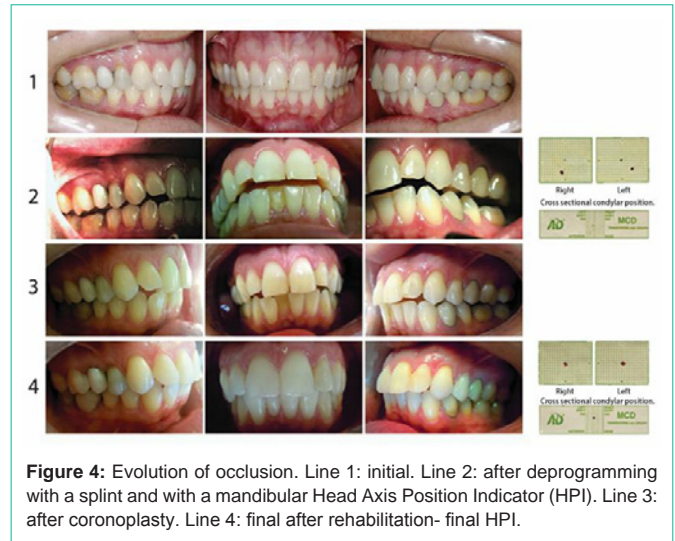 1
2
Right Left
Cross sectional condylar position.
AD MCD
3
4
Right Left
Cross sectional condylar position.
AD MCD
Figure 4: Evolution of occlusion. Line 1: initial. Line 2: after deprogramming
with a splint and with a mandibular Head Axis Position Indicator (HPI). Line 3:
after coronoplasty. Line 4: final after rehabilitation- final HPI.